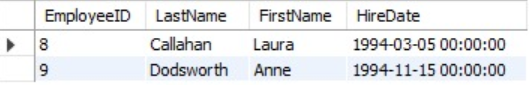 EmployeeID LastName FirstName HireDate
8 Callahan Laura 1994-03-05 00:00:00
9 Dodsworth Anne 1994-11-15 00:00:00